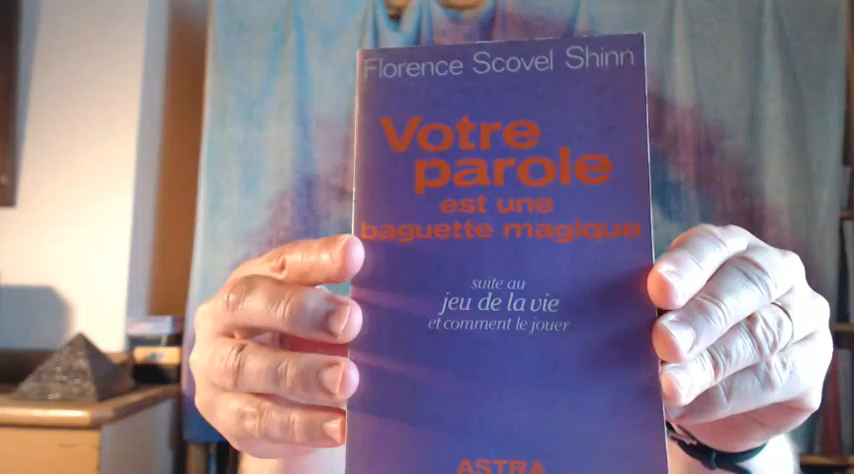 Florence Scovel Shinn
Votre
parole
est une
baguette magique
suite au
jeu de la vie
et comment le jouer
ASTRA